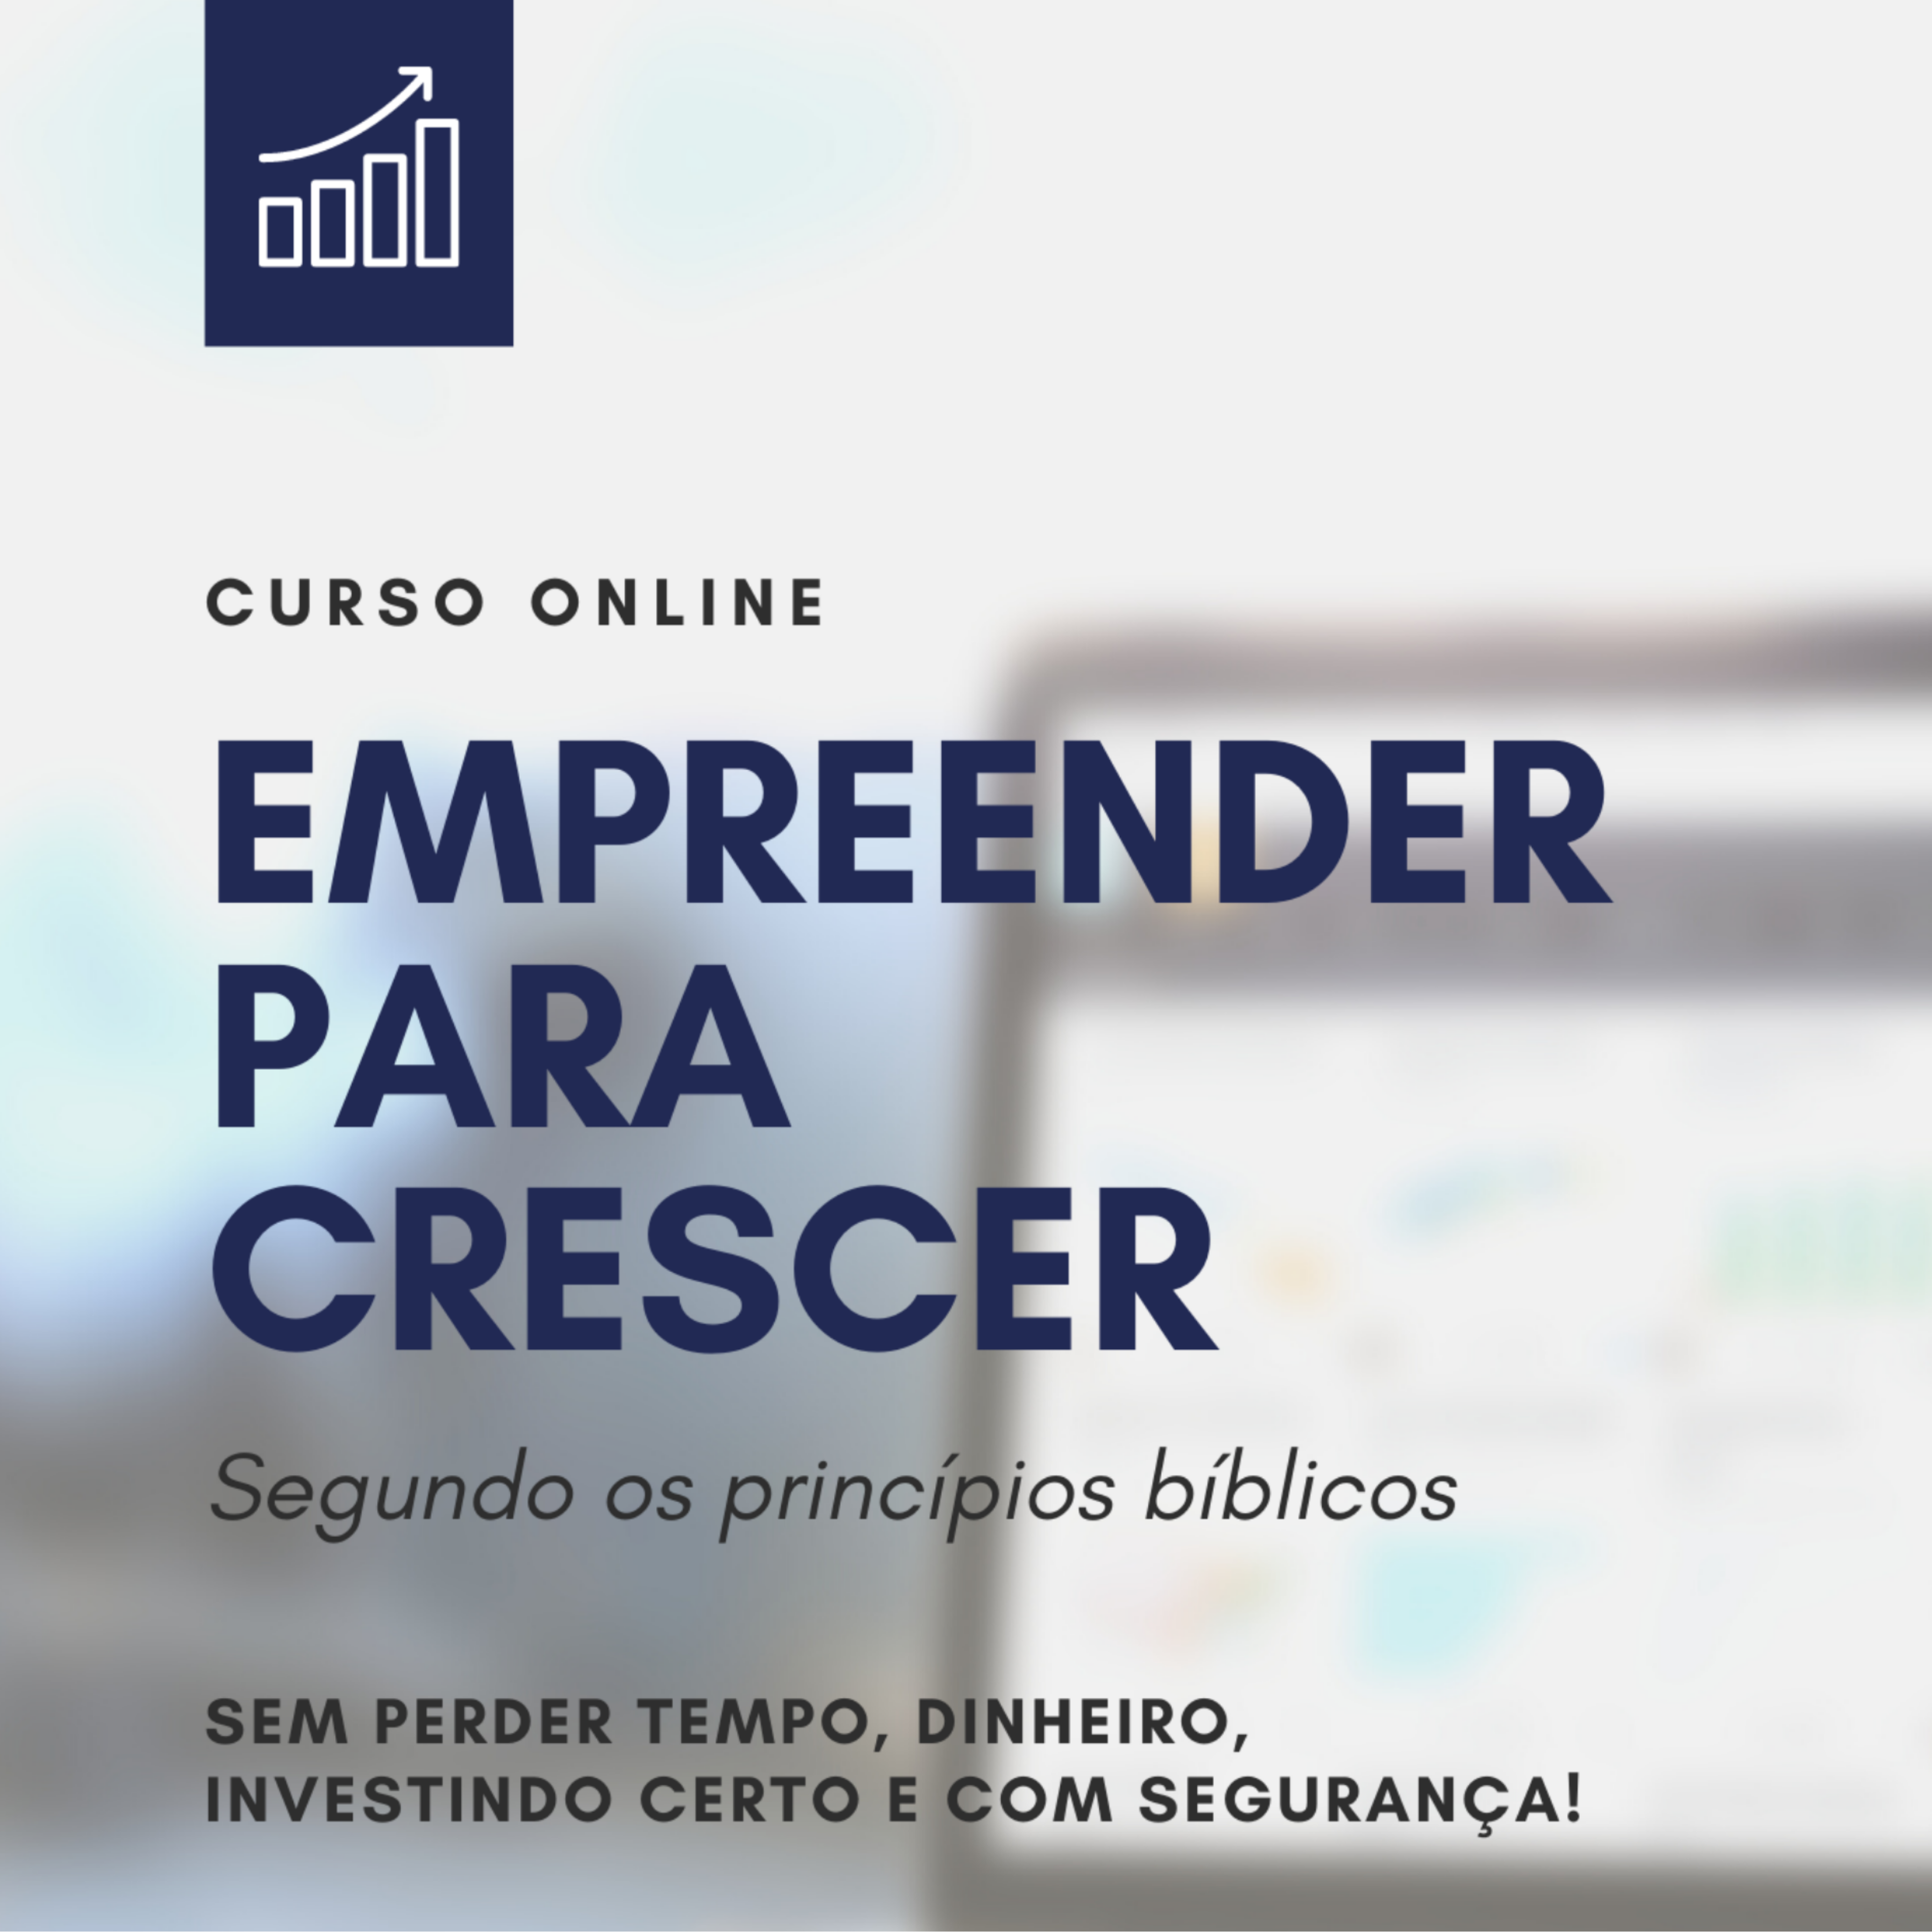 CURSO ONLINE
EMPREENDER
PARA
CRESCER
Segundo os princípios bíblicos
SEM PERDER TEMPO, DINHEIRO,
INVESTINDO CERTO E COM SEGURANÇA!